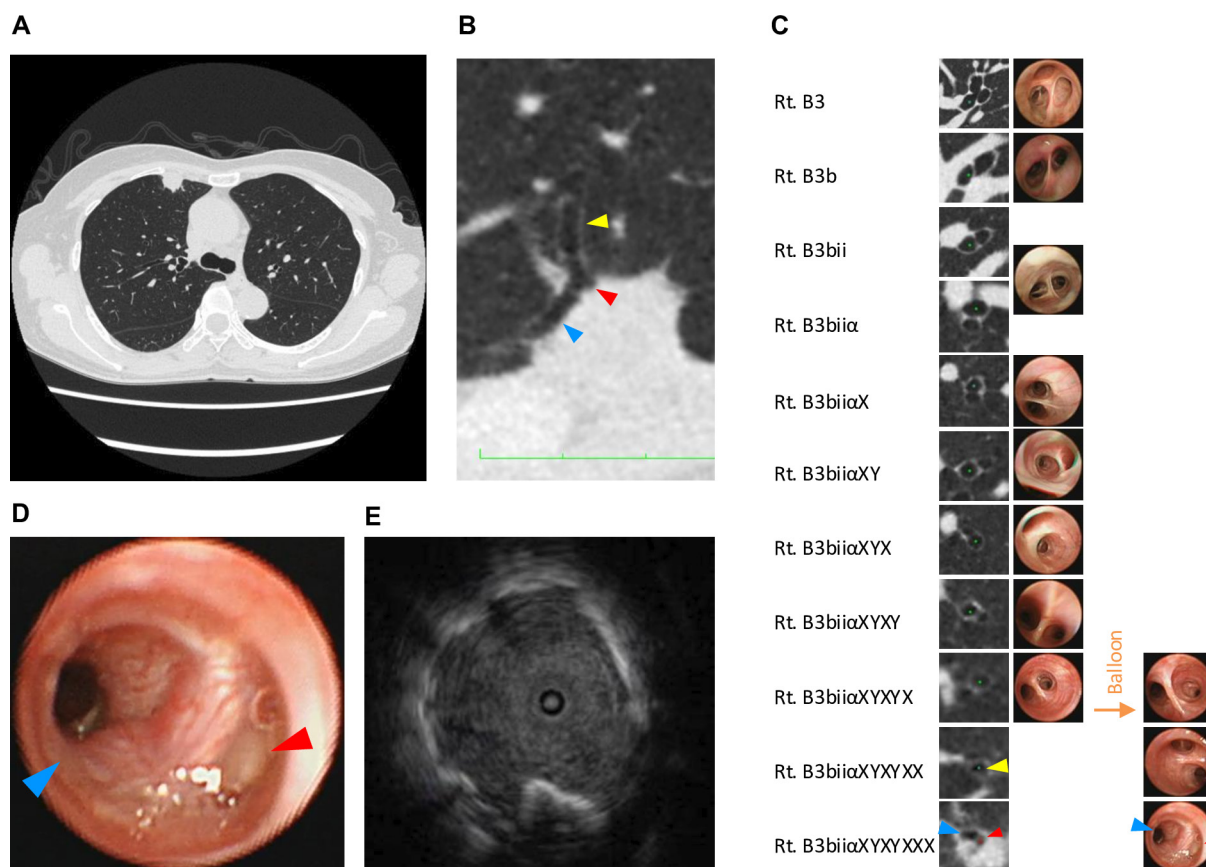 A
B
C
Rt. B3
Rt. B3b
Rt. B3bii
Rt. B3biiα
Rt. B3biiαX
Rt. B3biiαXY
Rt. B3biiαXYX
Rt. B3biiαXYXY
Rt. B3biiαXYXYX
Balloon
Rt. B3biiαXYXYXX
Rt. B3biiαXYXYXXX
D
E